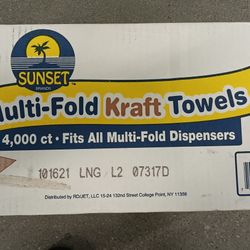 SUNSET
BRANDS
Multi-Fold Kraft Towels
4,000 ct • Fits All Multi-Fold Dispensers
101621 LNG L2 07317D
Distributed by RDJET, LLC 15-24 132nd Street College Point, NY 11356